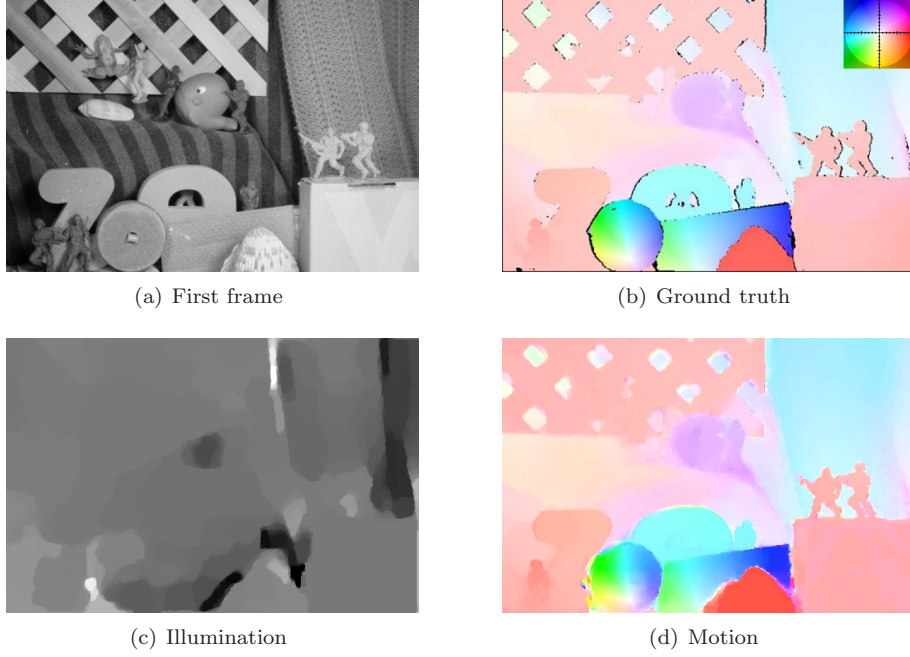 (a) First frame
(b) Ground truth
(c) Illumination
(d) Motion